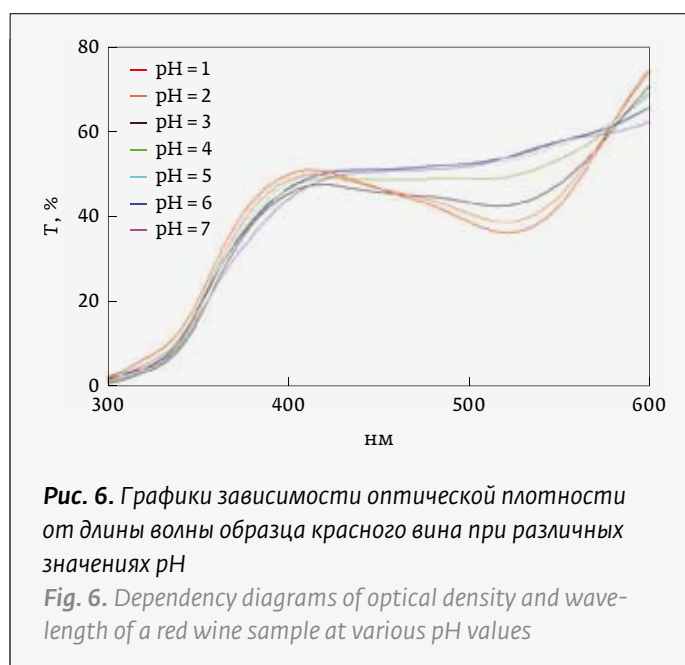 80
60
40
20
0
T, %
pH = 1
pH = 2
pH = 3
pH = 4
pH = 5
pH = 6
pH = 7
300
400
500
600
нм
Рис. 6. Графики зависимости оптической плотности
от длины волны образца красного вина при различных
значениях pH
Fig. 6. Dependency diagrams of optical density and wave-
length of a red wine sample at various pH values